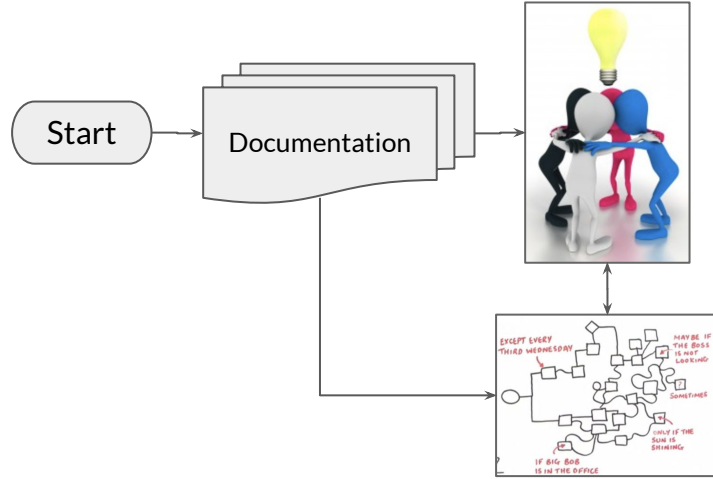 Start
Documentation
EXCEPT EVERY
THIRD WEDNESDAY
MAYBE IF
THE BOSS
IS NOT
LOOKING
?
SOMETIMES
ONLY IF THE
SUN IS
SHINING
IF BIG BOB
IS IN THE OFFICE